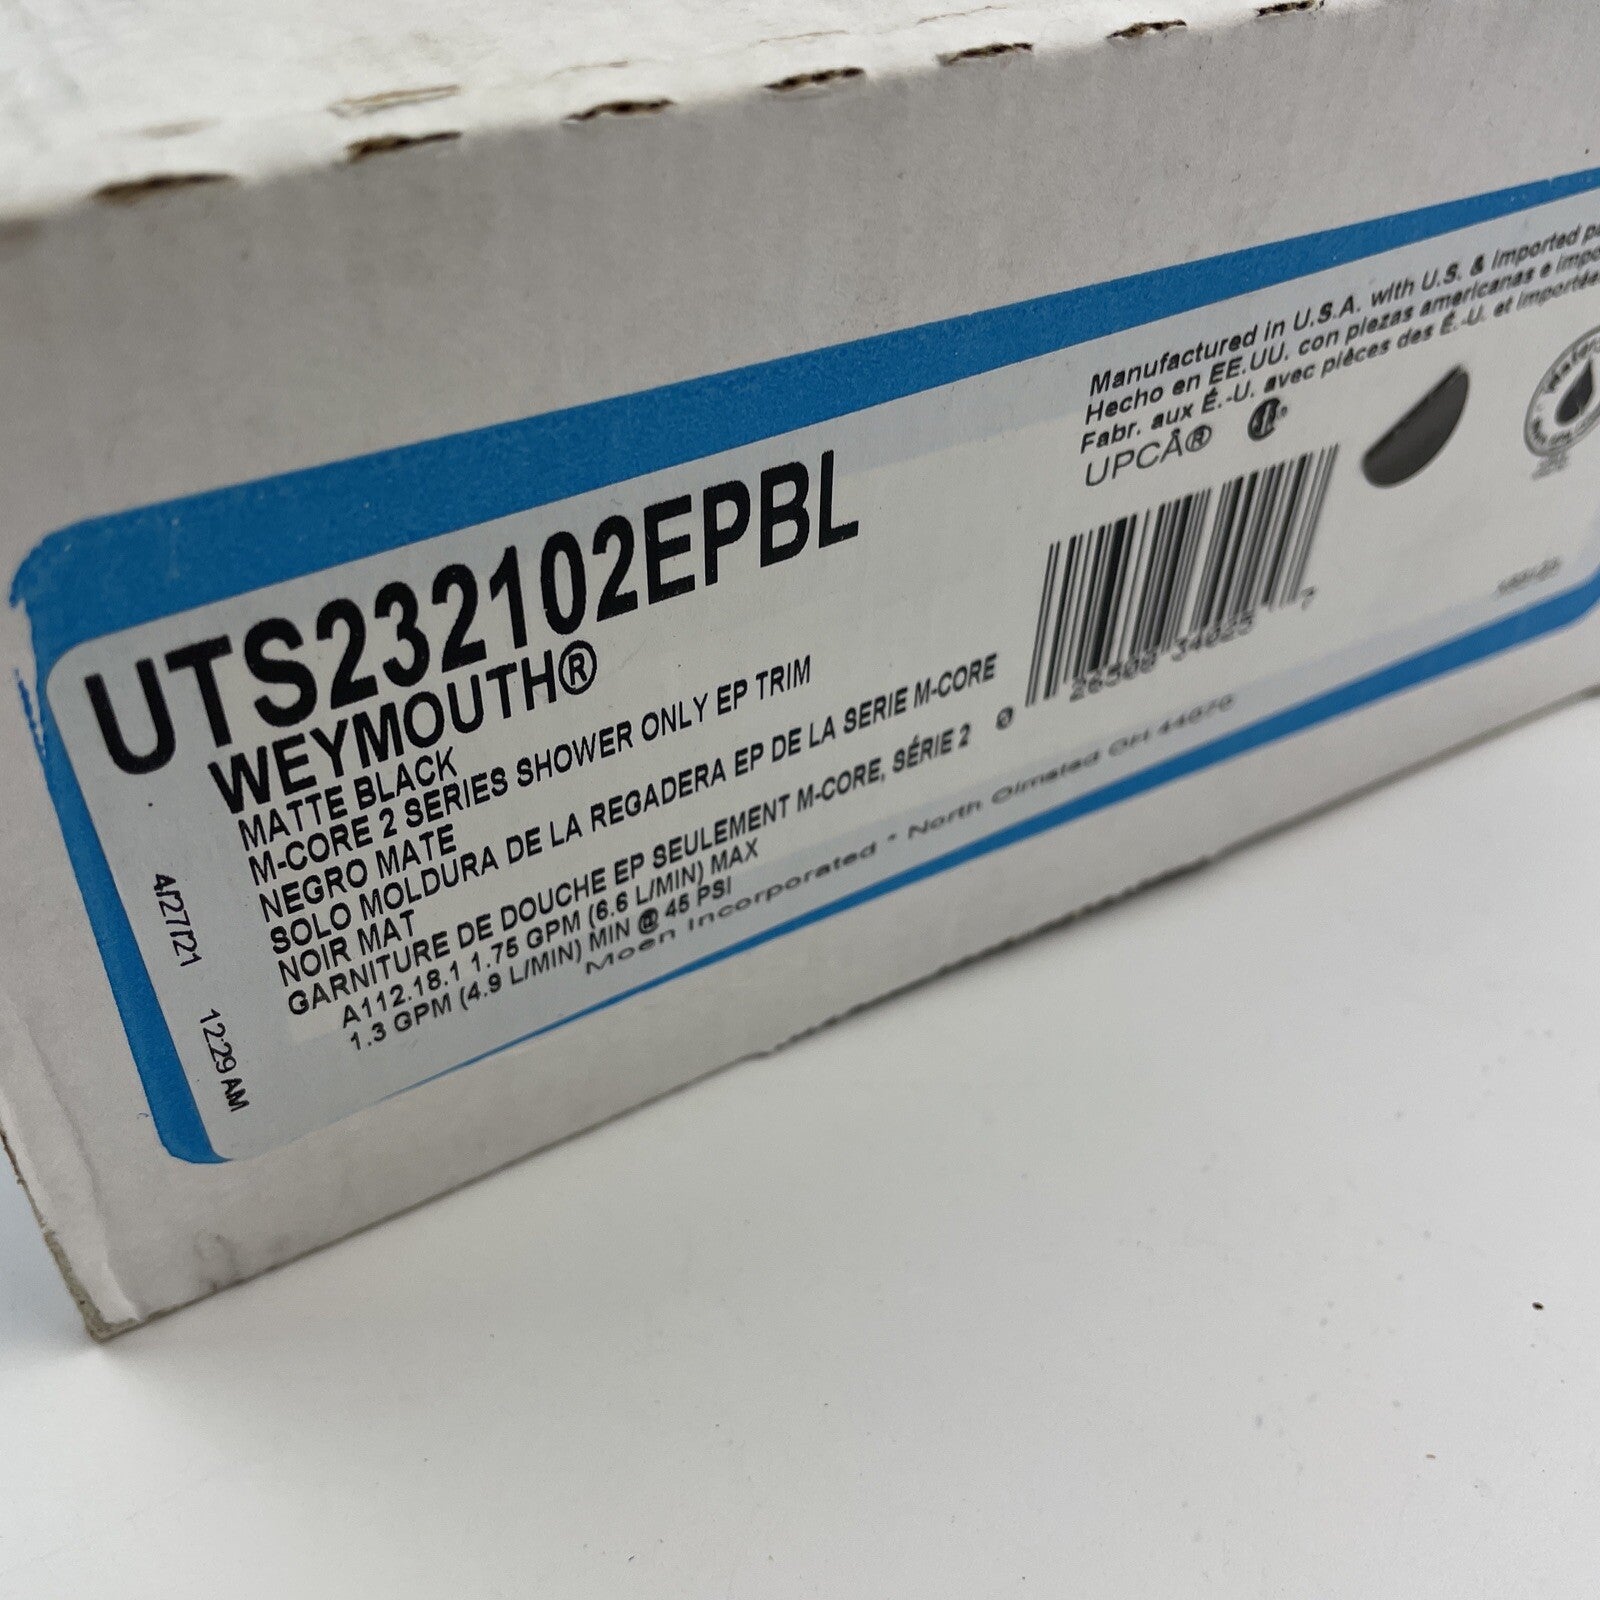 UTS232102EPBL
WEYMOUTH®
MATTE BLACK
M-CORE 2 SERIES SHOWER ONLY EP TRIM
NEGRO MATE
SOLO MOLDURA DE LA REGADERA EP DE LA SERIE M-CORE
NOIR MAT
GARNITURE DE DOUCHE EP SEULEMENT M-CORE, SÉRIE 2
A112.18.1 1.75 GPM (6.6 L/MIN) MAX
1.3 GPM (4.9 L/MIN) MIN @ 45 PSI
Moen Incorporated * North Olmsted OH 44070
4/27/21 12:29 AM
Manufactured in U.S.A. with U.S. & imported
Hecho en EE.UU. con piezas americanas e
Fabr. aux É.-U. avec pièces des É.-U. et
UPCÂ®
0 26508 34025 7